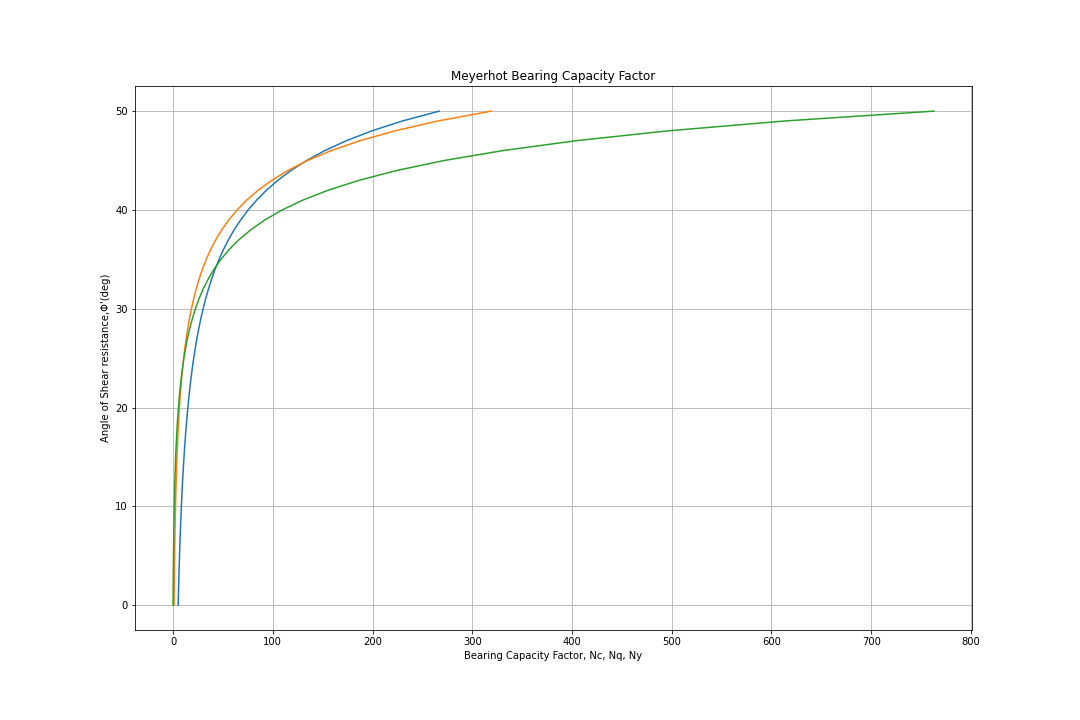 Meyerhot Bearing Capacity Factor
50
40
30
20
10
0
Angle of Shear resistance,Φ'(deg)
0 100 200 300 400 500 600 700 800
Bearing Capacity Factor, Nc, Nq, Ny